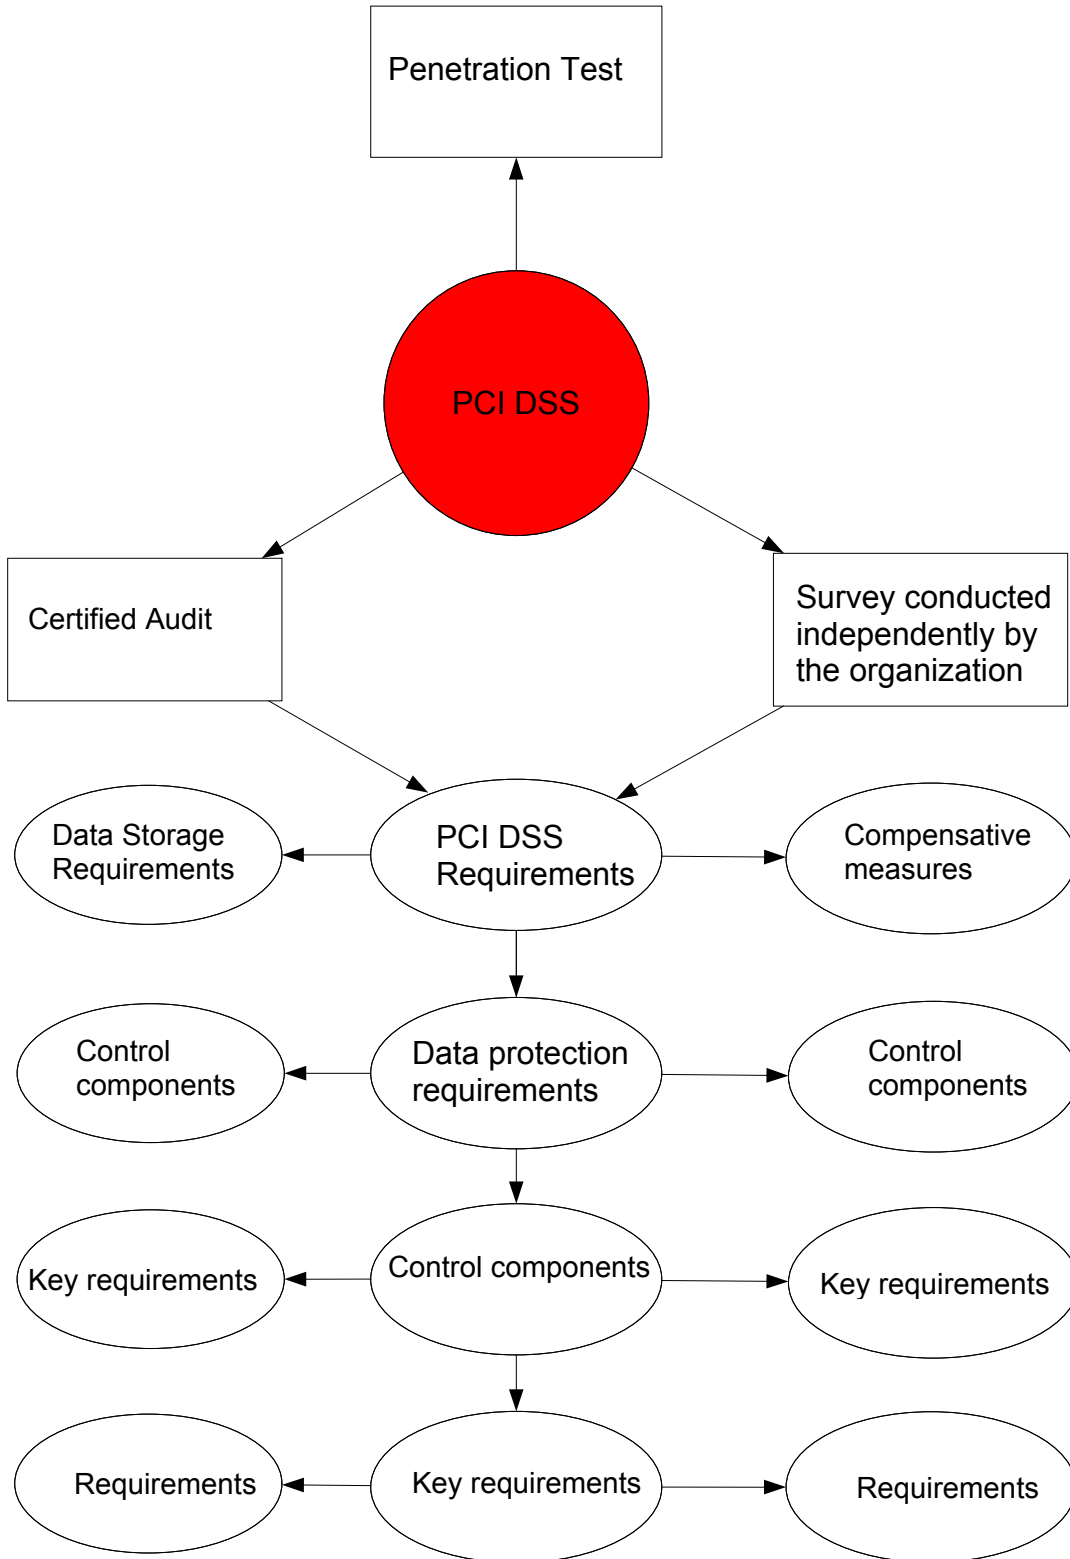 Penetration Test
PCI DSS
Certified Audit
Survey conducted
independently by
the organization
Data Storage
Requirements
PCI DSS
Requirements
Compensative
measures
Control
components
Data protection
requirements
Control
components
Key requirements
Control components
Key requirements
Requirements
Key requirements
Requirements